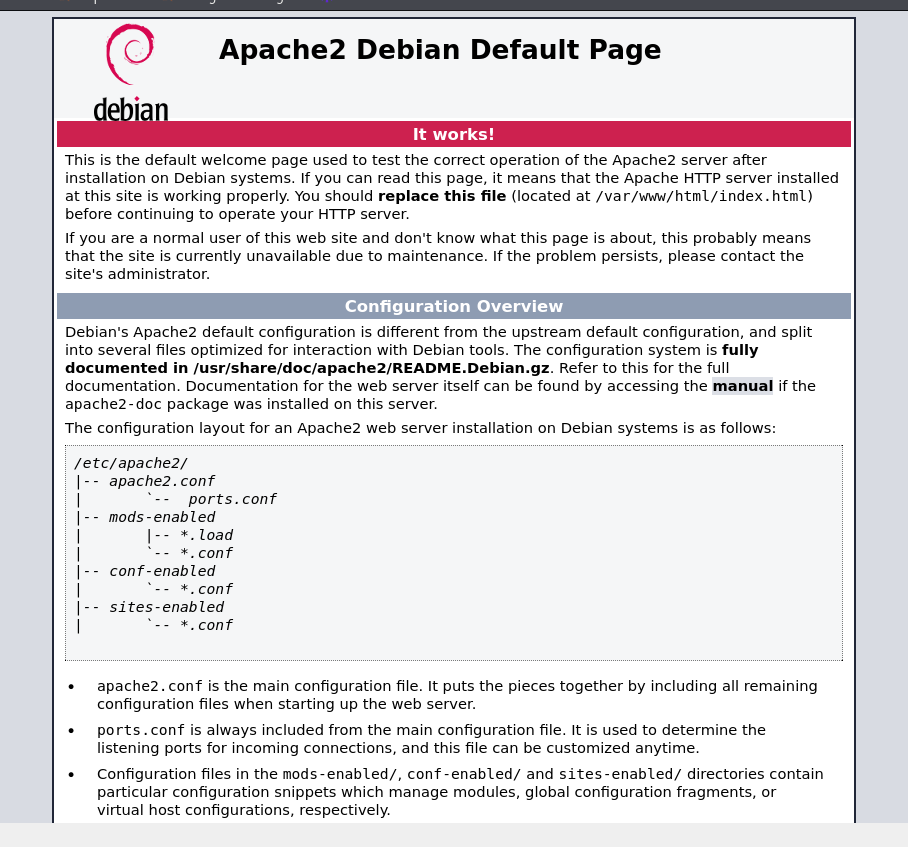 Apache2 Debian Default Page
debian
It works!
This is the default welcome page used to test the correct operation of the Apache2 server after
installation on Debian systems. If you can read this page, it means that the Apache HTTP server installed
at this site is working properly. You should replace this file (located at /var/www/html/index.html)
before continuing to operate your HTTP server.
If you are a normal user of this web site and don't know what this page is about, this probably means
that the site is currently unavailable due to maintenance. If the problem persists, please contact the
site's administrator.
Configuration Overview
Debian's Apache2 default configuration is different from the upstream default configuration, and split
into several files optimized for interaction with Debian tools. The configuration system is fully
documented in /usr/share/doc/apache2/README.Debian.gz. Refer to this for the full
documentation. Documentation for the web server itself can be found by accessing the manual if the
apache2-doc package was installed on this server.
The configuration layout for an Apache2 web server installation on Debian systems is as follows:
/etc/apache2/
|-- apache2.conf
|       `--  ports.conf
|-- mods-enabled
|       |-- *.load
|       `-- *.conf
|-- conf-enabled
|       `-- *.conf
|-- sites-enabled
|       `-- *.conf
• apache2.conf is the main configuration file. It puts the pieces together by including all remaining
configuration files when starting up the web server.
• ports.conf is always included from the main configuration file. It is used to determine the
listening ports for incoming connections, and this file can be customized anytime.
• Configuration files in the mods-enabled/, conf-enabled/ and sites-enabled/ directories contain
particular configuration snippets which manage modules, global configuration fragments, or
virtual host configurations, respectively.